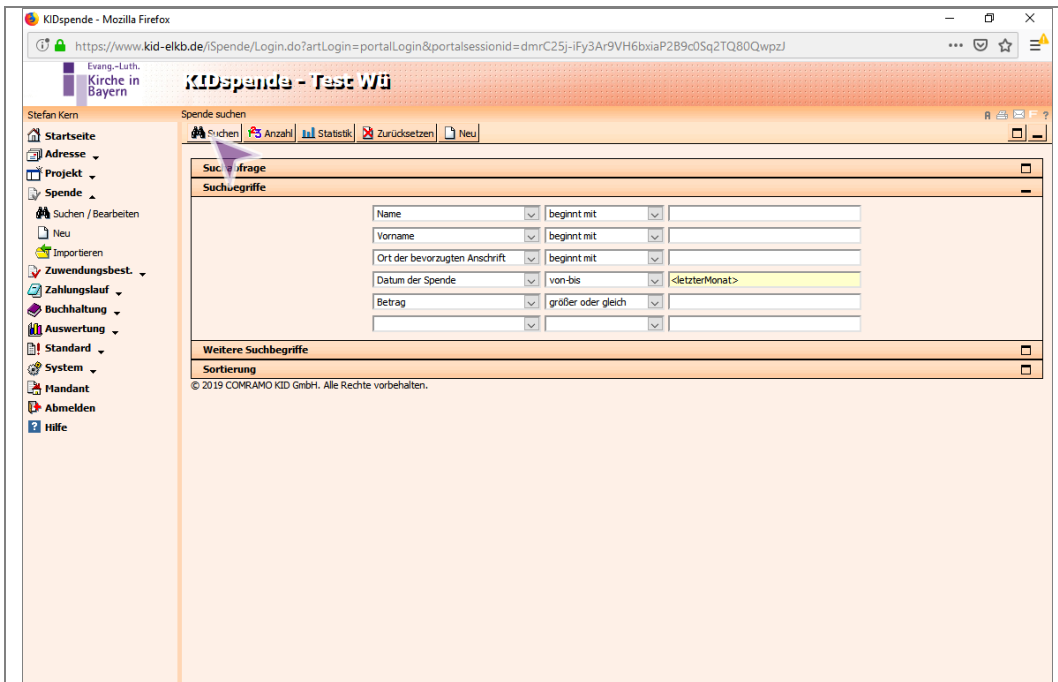 KIDspende - Mozilla Firefox
https://www.kid-elkb.de/iSpende/Login.do?artLogin=portalLogin&portalsessionid=dmrC25j-iFy3Ar9VH6bxiaP2B9c0Sq2TQ80QwpzJ
Evang.-Luth.
Kirche in
Bayern
KIDspende - Test Wü
Stefan Kern
Spende suchen
R F ?
Suchen Anzahl Statistik Zurücksetzen Neu
Startseite
Adresse
Projekt
Spende
Suchen / Bearbeiten
Neu
Importieren
Zuwendungsbest.
Zahlungslauf
Buchhaltung
Auswertung
Standard
System
Mandant
Abmelden
Hilfe
Suchabfrage
Suchbegriffe
Name beginnt mit
Vorname beginnt mit
Ort der bevorzugten Anschrift beginnt mit
Datum der Spende von-bis <letzterMonat>
Betrag größer oder gleich
Weitere Suchbegriffe
Sortierung
© 2019 COMRAMO KID GmbH. Alle Rechte vorbehalten.